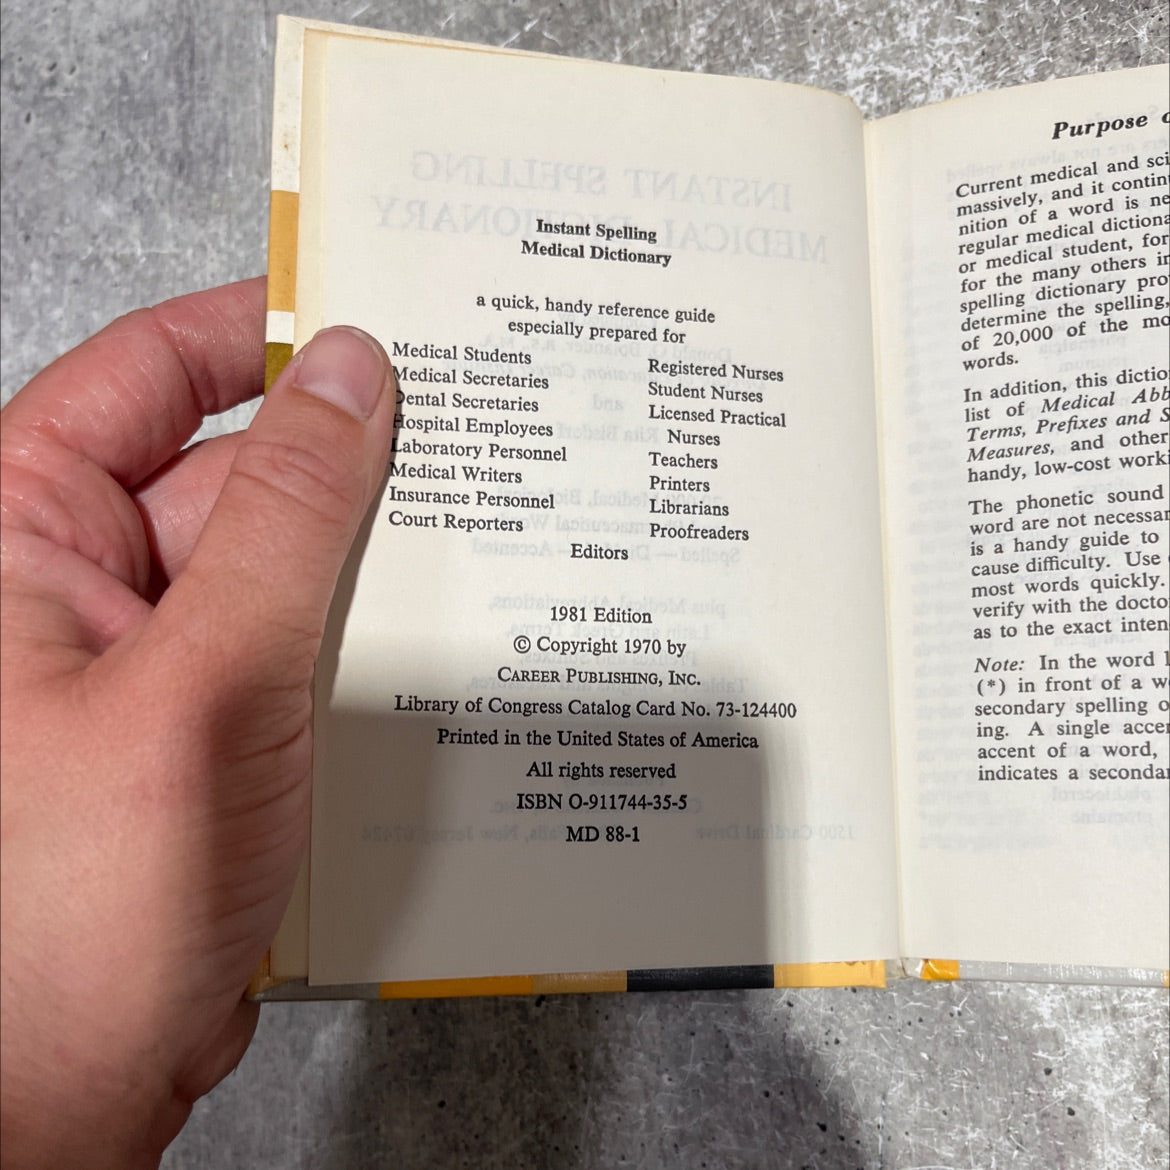 Instant Spelling
Medical Dictionary
a quick, handy reference guide
especially prepared for
Medical Students
Medical Secretaries
Dental Secretaries
Hospital Employees
Laboratory Personnel
Medical Writers
Insurance Personnel
Court Reporters
Registered Nurses
Student Nurses
Licensed Practical
Nurses
Teachers
Printers
Librarians
Proofreaders
Editors
1981 Edition
© Copyright 1970 by
CAREER PUBLISHING, INC.
Library of Congress Catalog Card No. 73-124400
Printed in the United States of America
All rights reserved
ISBN O-911744-35-5
MD 88-1
Purpose
Current medical and sci
massively, and it contin
nition of a word is ne
regular medical dictiona
or medical student, for
for the many others in
spelling dictionary pro
determine the spelling,
of 20,000 of the mo
words.
In addition, this dictio
list of Medical Abb
Terms, Prefixes and S
Measures, and other
handy, low-cost worki
The phonetic sound
word are not necessar
is a handy guide to
cause difficulty. Use
most words quickly.
verify with the docto
as to the exact inten
Note: In the word l
(*) in front of a w
secondary spelling o
ing. A single acce
accent of a word,
indicates a seconda